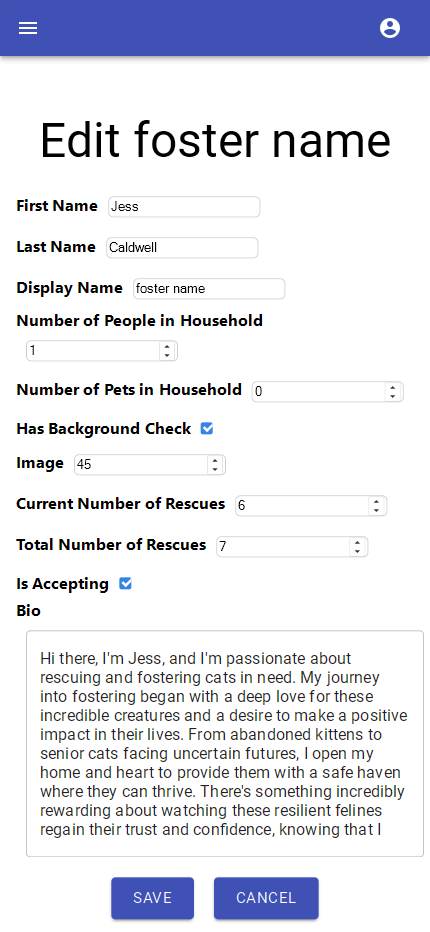 Edit foster name
First Name Jess
Last Name Caldwell
Display Name foster name
Number of People in Household
1
Number of Pets in Household 0
Has Background Check
Image 45
Current Number of Rescues 6
Total Number of Rescues 7
Is Accepting
Bio
Hi there, I'm Jess, and I'm passionate about
rescuing and fostering cats in need. My journey
into fostering began with a deep love for these
incredible creatures and a desire to make a positive
impact in their lives. From abandoned kittens to
senior cats facing uncertain futures, I open my
home and heart to provide them with a safe haven
where they can thrive. There's something incredibly
rewarding about watching these resilient felines
regain their trust and confidence, knowing that I
SAVE CANCEL